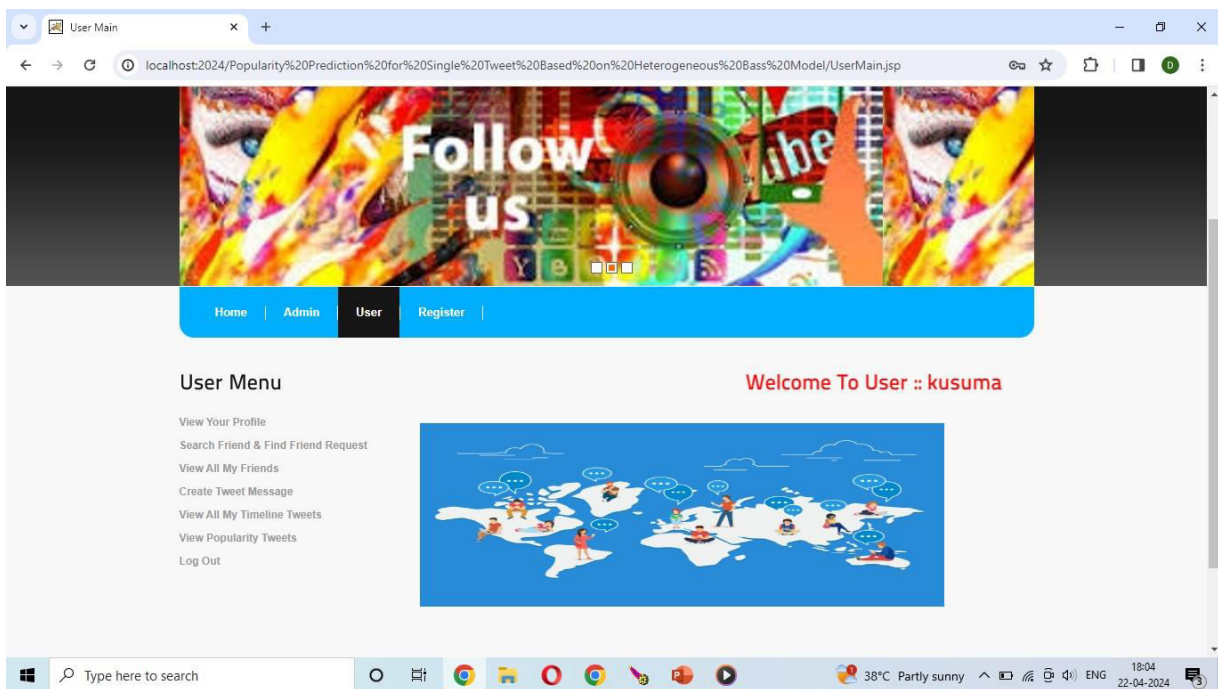 User Main
localhost:2024/Popularity%20Prediction%20for%20Single%20Tweet%20Based%20on%20Heterogeneous%20Bass%20Model/UserMain.jsp
D
Follow
us
ube
Y B
Home | Admin User Register |
User Menu
Welcome To User :: kusuma
View Your Profile
Search Friend & Find Friend Request
View All My Friends
Create Tweet Message
View All My Timeline Tweets
View Popularity Tweets
Log Out
Type here to search
38°C Partly sunny
ENG
18:04
22-04-2024
3